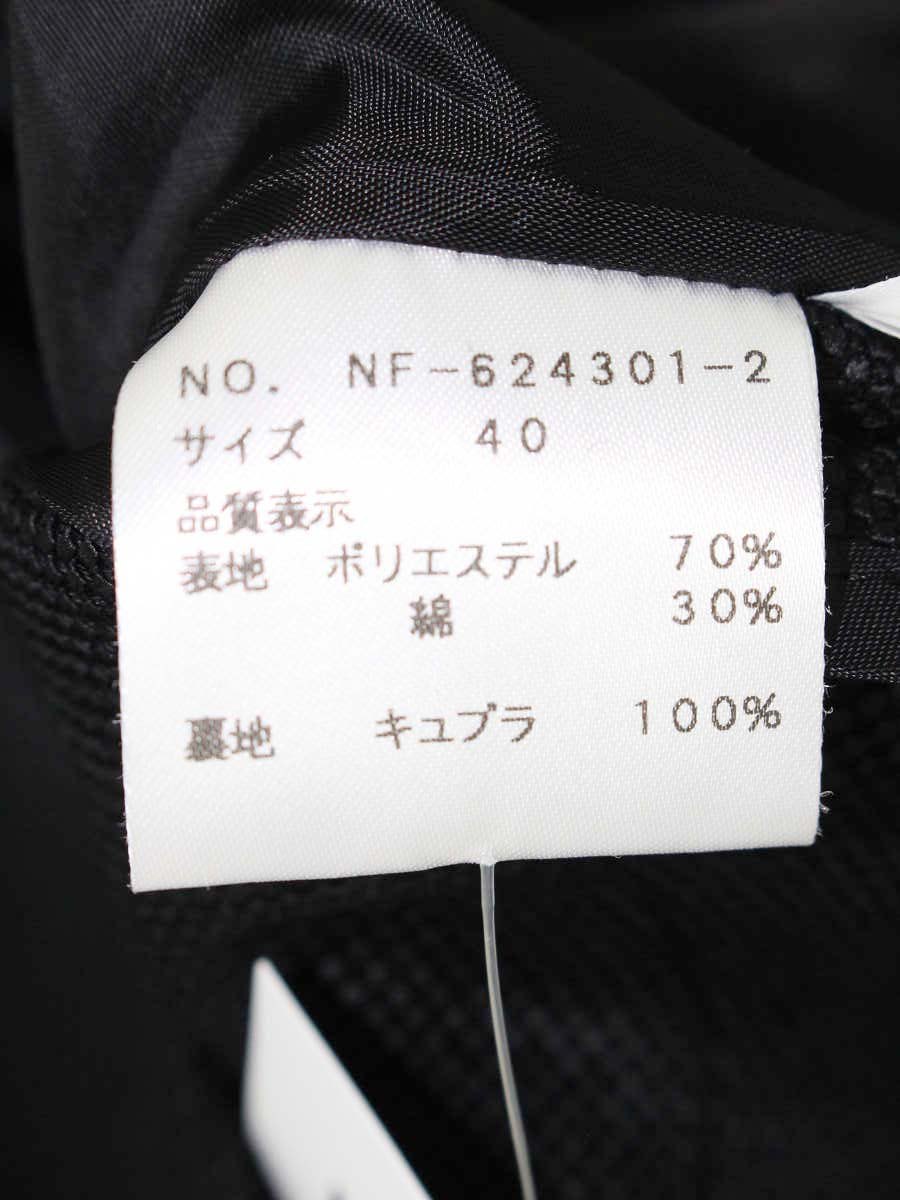 NO. NF-624301-2
サイズ 40
品質表示
表地 ポリエステル 70%
綿 30%
裏地 キュプラ 100%